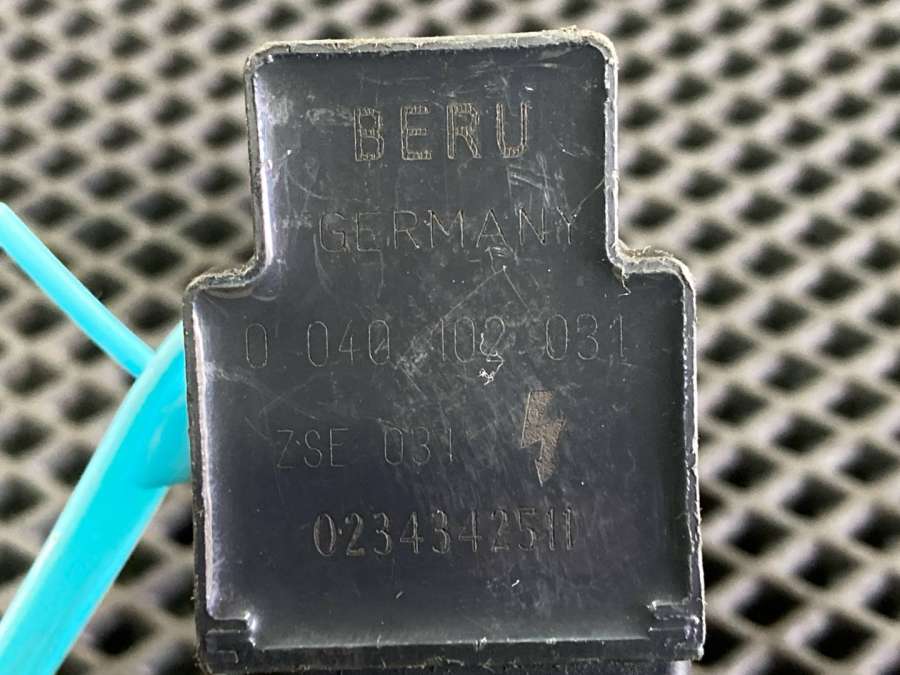 BERU
GERMANY
0 040 102 031
ZSE 031
0234342511